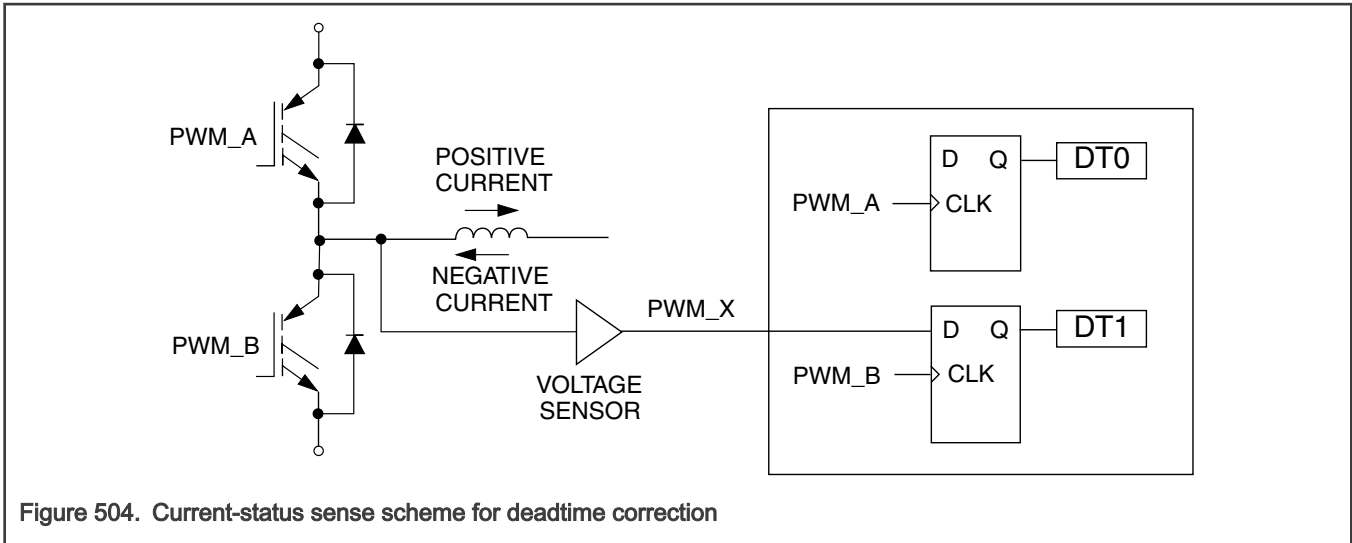 PWM_A
POSITIVE
CURRENT
NEGATIVE
CURRENT
PWM_B
PWM_X
VOLTAGE
SENSOR
D Q
DT0
PWM_A
CLK
D Q
DT1
PWM_B
CLK
Figure 504. Current-status sense scheme for deadtime correction